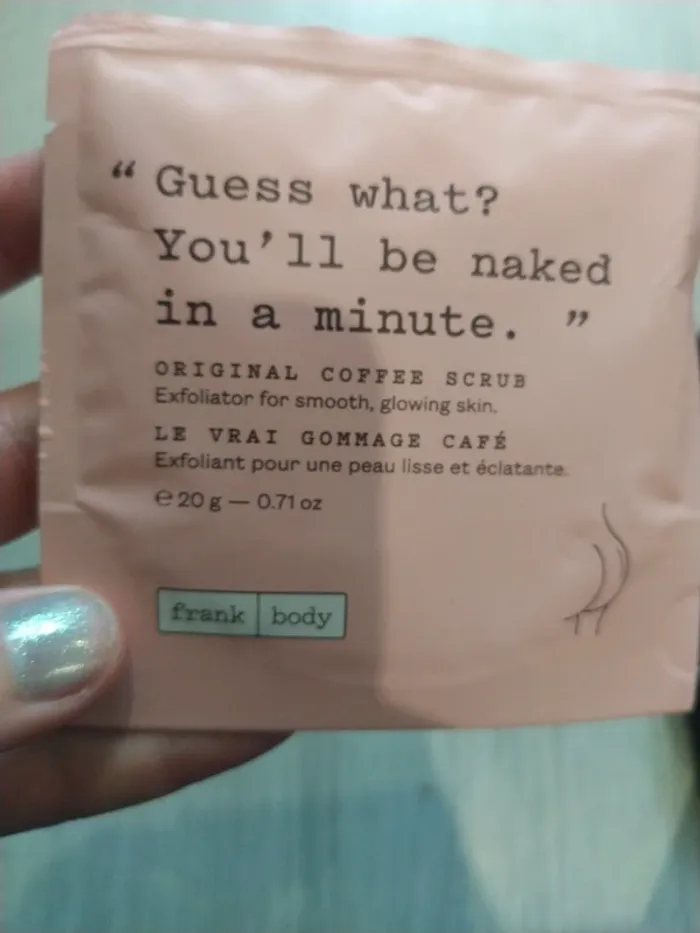 “ Guess what?
You’ll be naked
in a minute. ”
ORIGINAL COFFEE SCRUB
Exfoliator for smooth, glowing skin.
LE VRAI GOMMAGE CAFÉ
Exfoliant pour une peau lisse et éclatante.
℮ 20 g — 0.71 oz
frank body